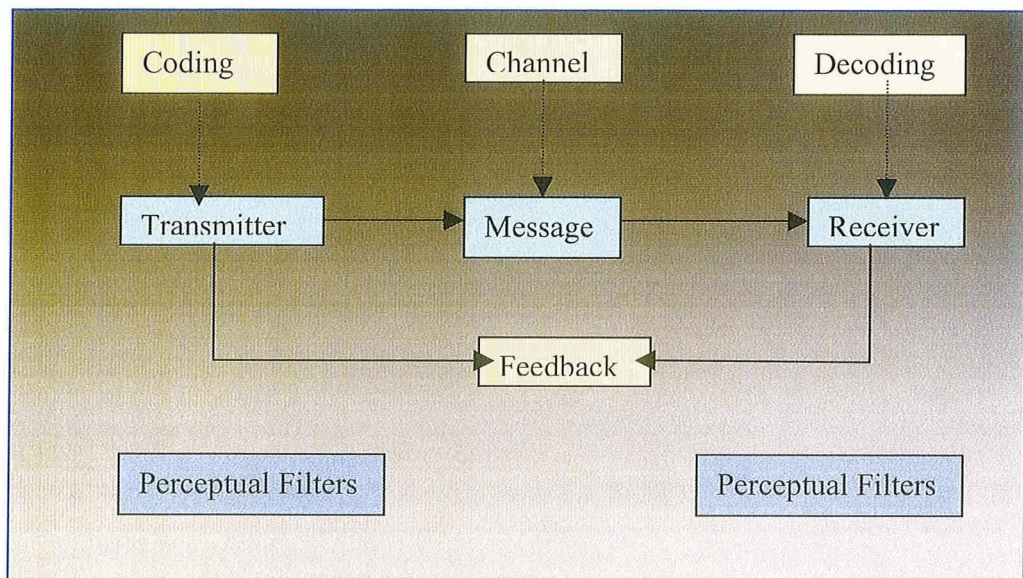 Coding
Channel
Decoding
Transmitter
Message
Receiver
Feedback
Perceptual Filters
Perceptual Filters